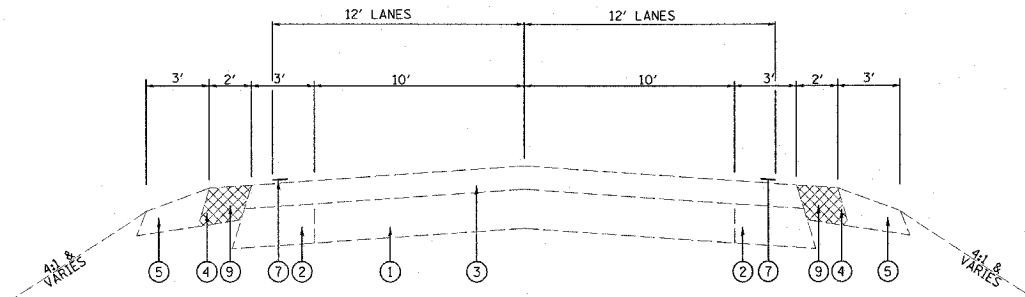 12' LANES 12' LANES
3' 2' 3' 10' 10' 3' 2' 3'
4:1 & VARIES
4:1 & VARIES
5 4 9 7 2 1 3 2 7 9 4 5